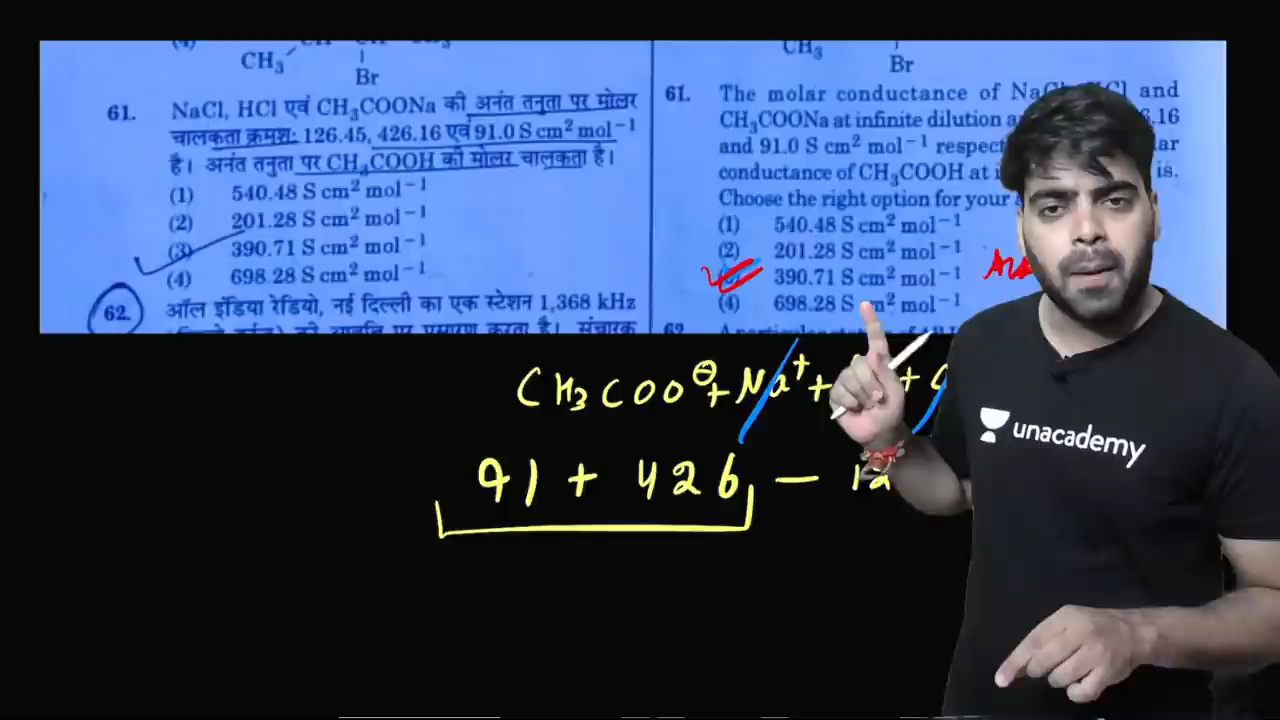 CH₃
Br
61. NaCl, HCl एवं CH₃COONa की अनंत तनुता पर मोलर
चालकता क्रमश: 126.45, 426.16 एवं 91.0 S cm² mol⁻¹
है। अनंत तनुता पर CH₃COOH की मोलर चालकता है।
(1) 540.48 S cm² mol⁻¹
(2) 201.28 S cm² mol⁻¹
(3) 390.71 S cm² mol⁻¹
(4) 698.28 S cm² mol⁻¹
62. ऑल इंडिया रेडियो, नई दिल्ली का एक स्टेशन 1,368 kHz
CH₃
Br
61. The molar conductance of NaCl, HCl and
CH₃COONa at infinite dilution 6.16
and 91.0 S cm² mol⁻¹ lar
conductance of CH₃COOH at is.
Choose the right option for your
(1) 540.48 S cm² mol⁻¹
(2) 201.28 S cm² mol⁻¹
390.71 S cm² mol⁻¹
(4) 698.28 S cm² mol⁻¹
62.
CH₃COO⊖ + Na⁺ + +
91 + 426 − 12
unacademy